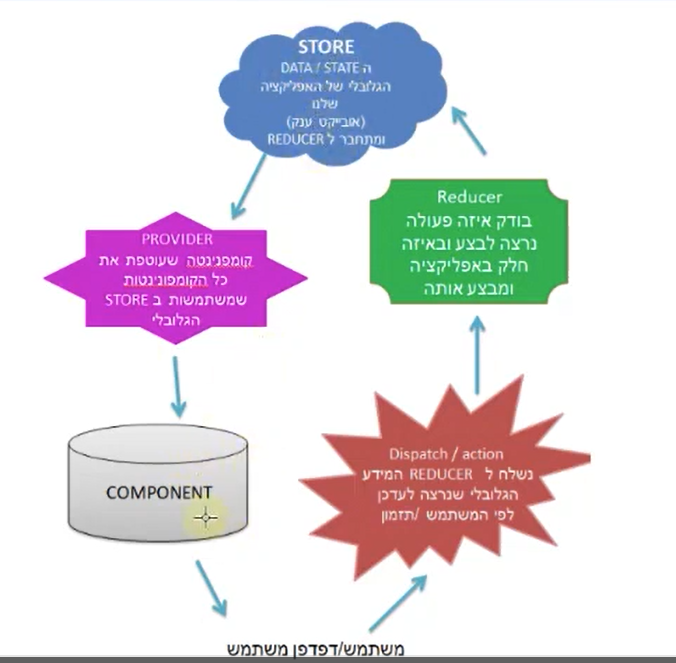 STORE
ה DATA / STATE
הגלובלי של האפליקציה
שלנו
(אובייקט ענק)
ומתחבר ל REDUCER
Reducer
בודק איזה פעולה
נרצה לבצע ובאיזה
חלק באפליקציה
ומבצע אותה
PROVIDER
קומפנינטה שעוטפת את
כל הקומפונינטות
שמשתמשות ב STORE
הגלובלי
COMPONENT
Dispatch / action
נשלח ל REDUCER המידע
הגלובלי שנרצה לעדכן
לפי המשתמש /תזמון
משתמש/דפדפן משתמש